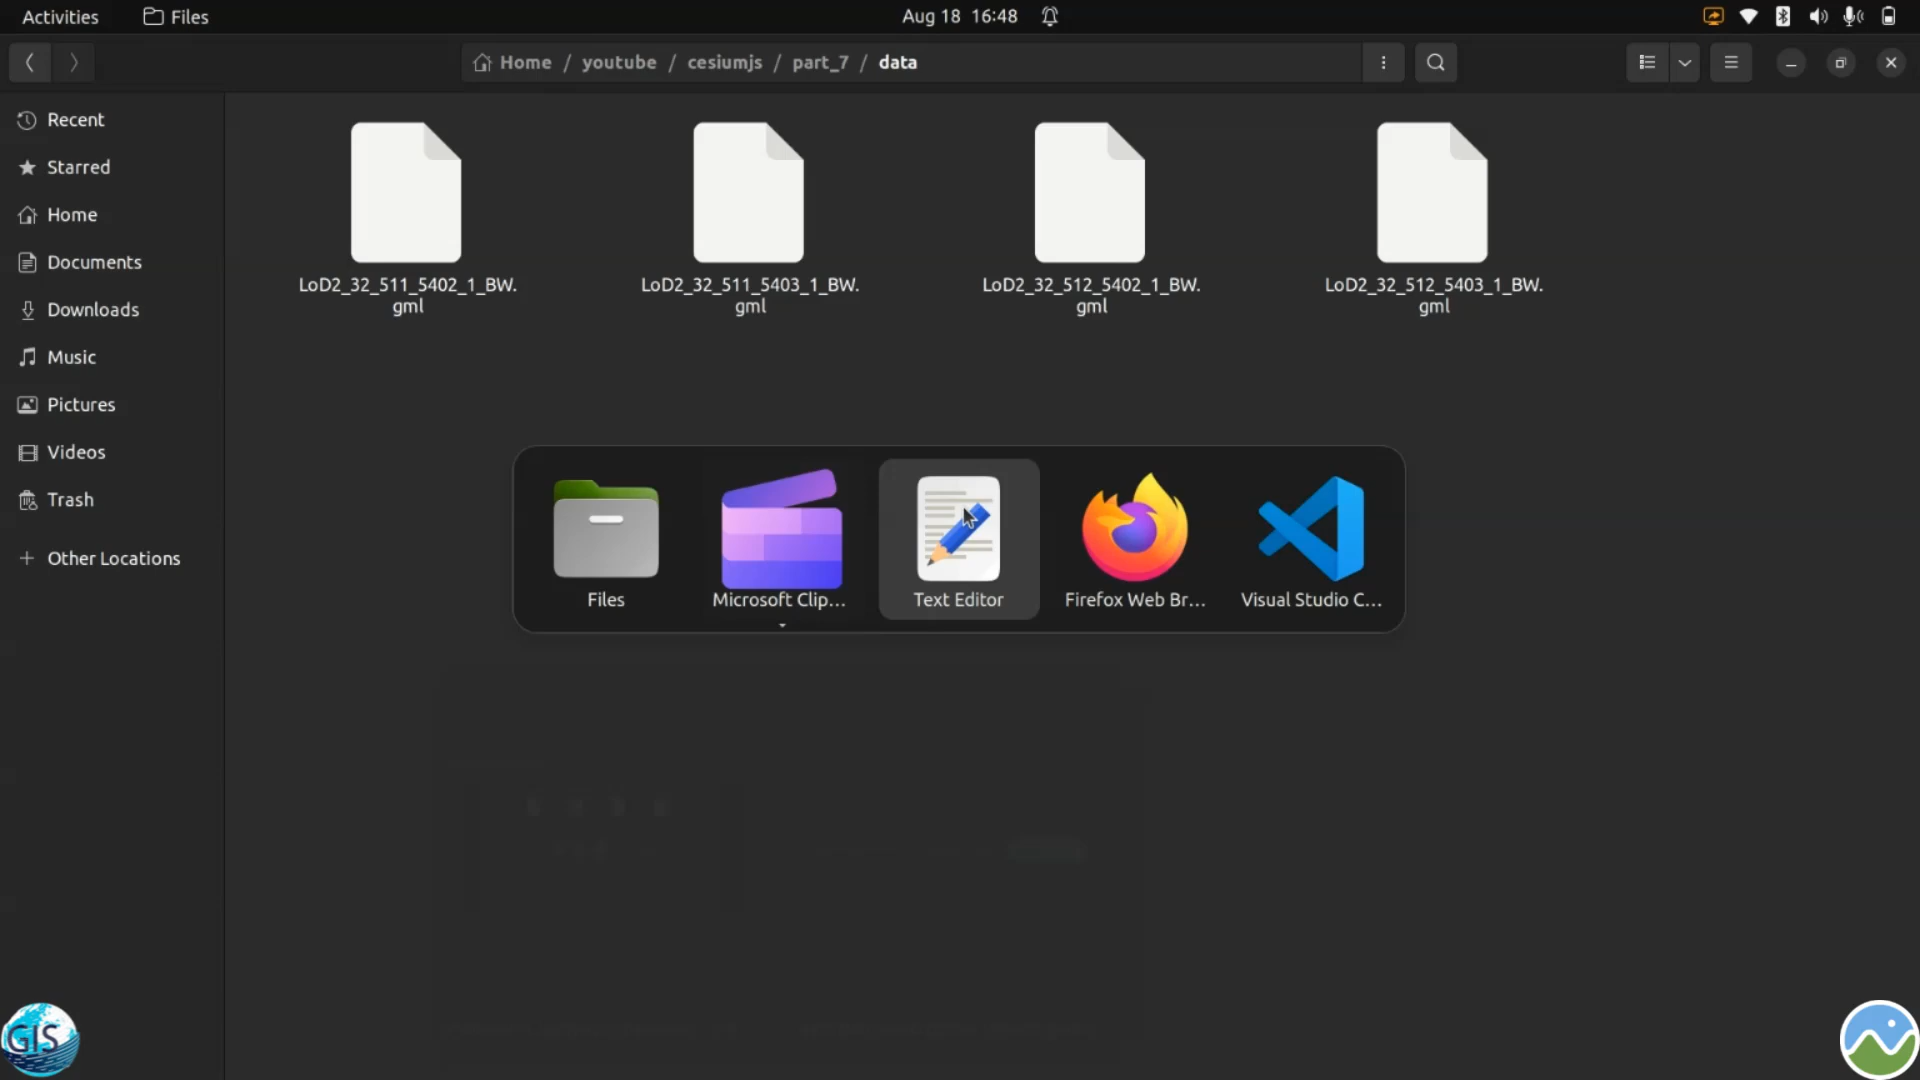 Activities Files Aug 18 16:48
Home / youtube / cesiumjs / part_7 / data
Recent
Starred
Home
Documents
Downloads
Music
Pictures
Videos
Trash
Other Locations
LoD2_32_511_5402_1_BW.
gml
LoD2_32_511_5403_1_BW.
gml
LoD2_32_512_5402_1_BW.
gml
LoD2_32_512_5403_1_BW.
gml
Files
Microsoft Clip...
Text Editor
Firefox Web Br...
Visual Studio C...
GIS